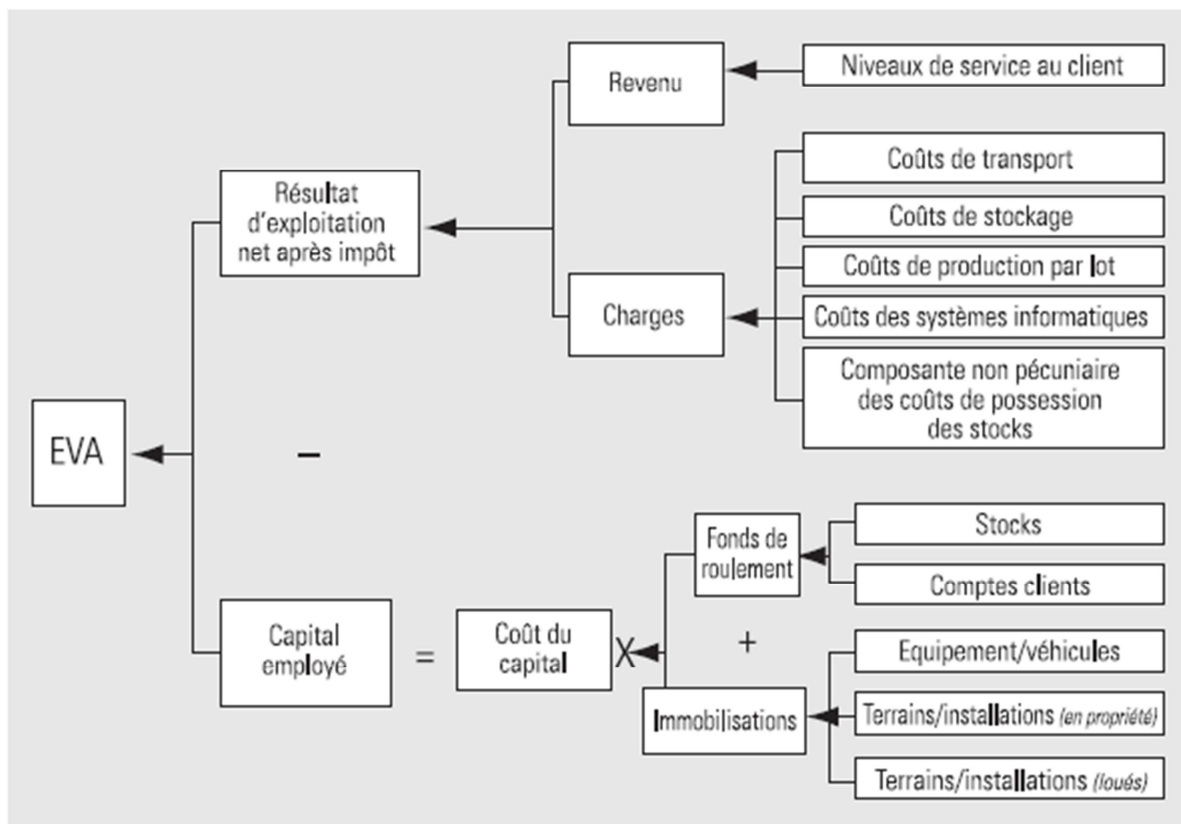 Revenu
Niveaux de service au client
Résultat
d'exploitation
net après impôt
Charges
Coûts de transport
Coûts de stockage
Coûts de production par lot
Coûts des systèmes informatiques
Composante non pécuniaire
des coûts de possession
des stocks
EVA
–
Capital
employé
=
Coût du
capital
X
Fonds de
roulement
Stocks
Comptes clients
+
Immobilisations
Equipement/véhicules
Terrains/installations (en propriété)
Terrains/installations (loués)